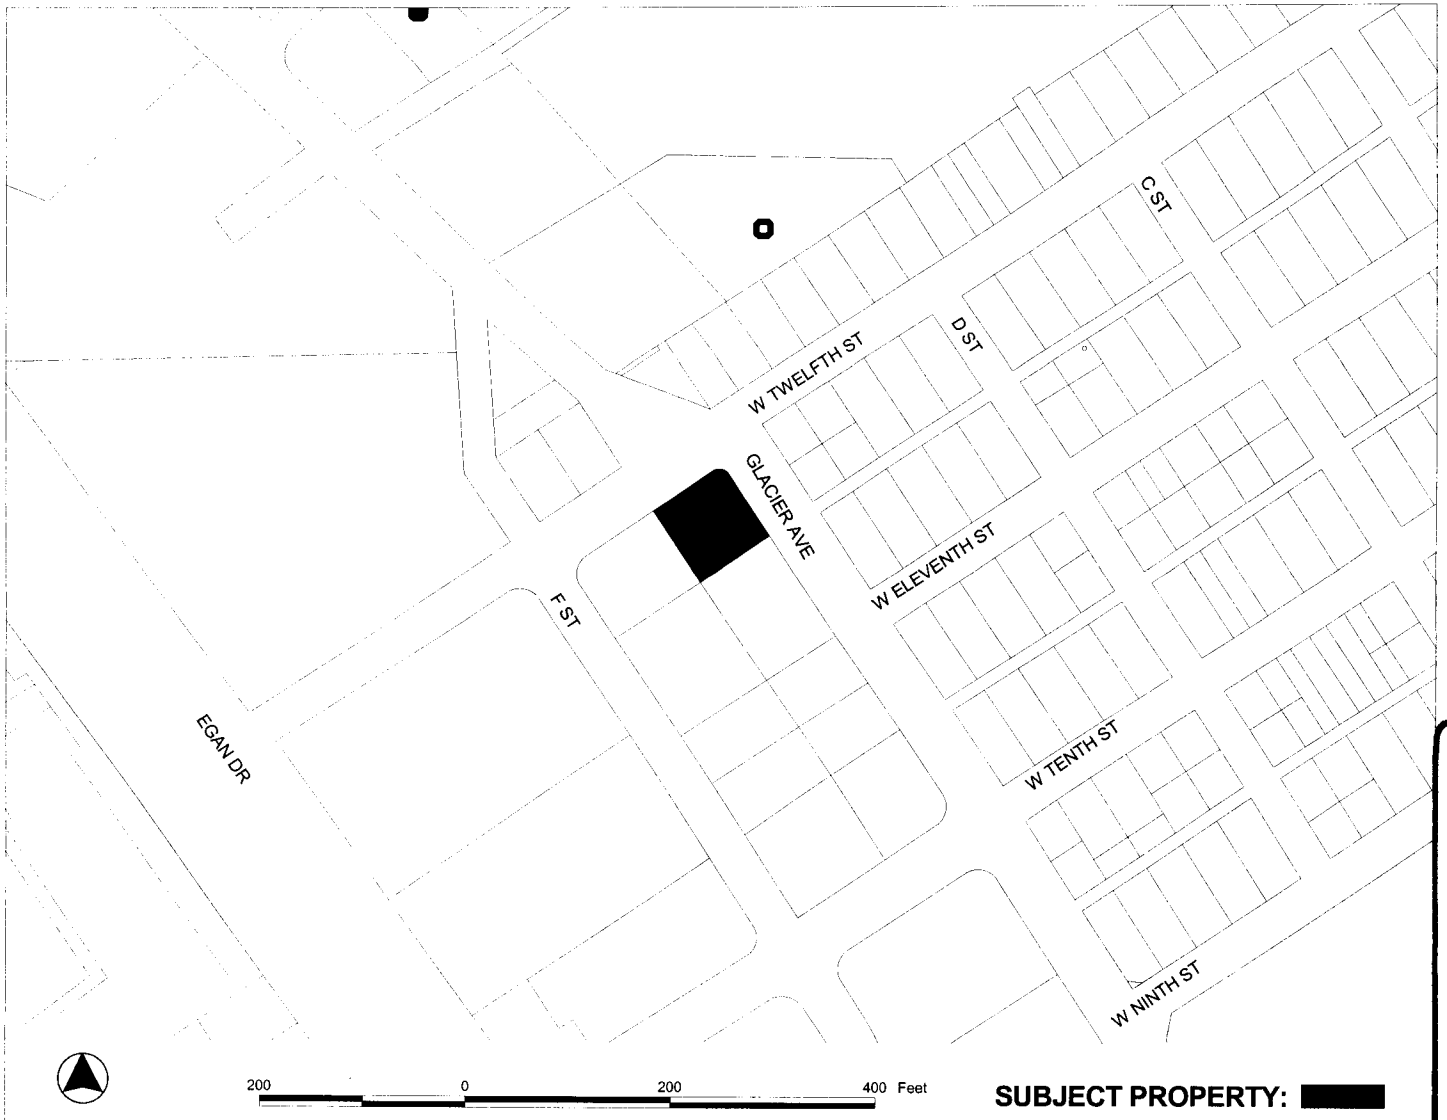 C ST
D ST
W TWELFTH ST
GLACIER AVE
W ELEVENTH ST
F ST
W TENTH ST
EGAN DR
W NINTH ST
200 0 200 400 Feet
SUBJECT PROPERTY: